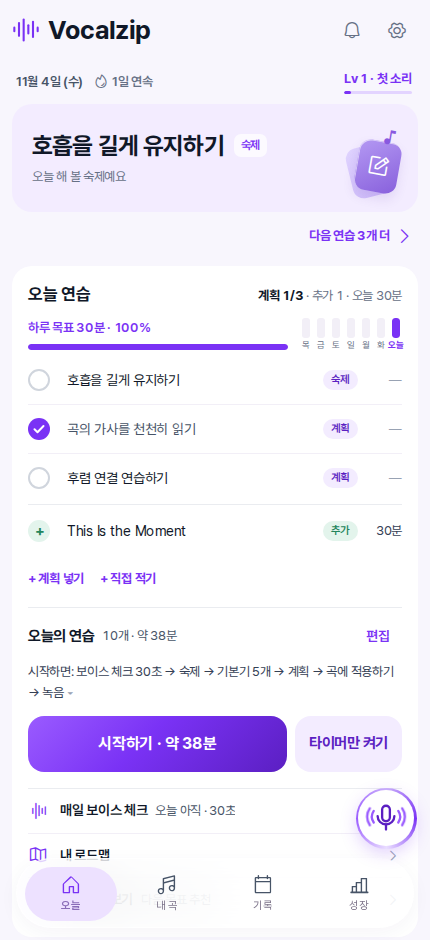 Vocalzip
11월 4일 (수) 1일 연속 Lv 1 · 첫 소리
호흡을 길게 유지하기 숙제
오늘 해 볼 숙제예요
다음 연습 3개 더
오늘 연습 계획 1/3 · 추가 1 · 오늘 30분
하루 목표 30분 · 100%
목 금 토 일 월 화 오늘
호흡을 길게 유지하기 숙제 —
곡의 가사를 천천히 읽기 계획 —
후렴 연결 연습하기 계획 —
This Is the Moment 추가 30분
+ 계획 넣기 + 직접 적기
오늘의 연습 10개 · 약 38분 편집
시작하면: 보이스 체크 30초 → 숙제 → 기본기 5개 → 계획 → 곡에 적용하기
→ 녹음
시작하기 · 약 38분 타이머만 켜기
매일 보이스 체크 오늘 아직 · 30초
내 로드맵
오늘 내 곡 기록 성장